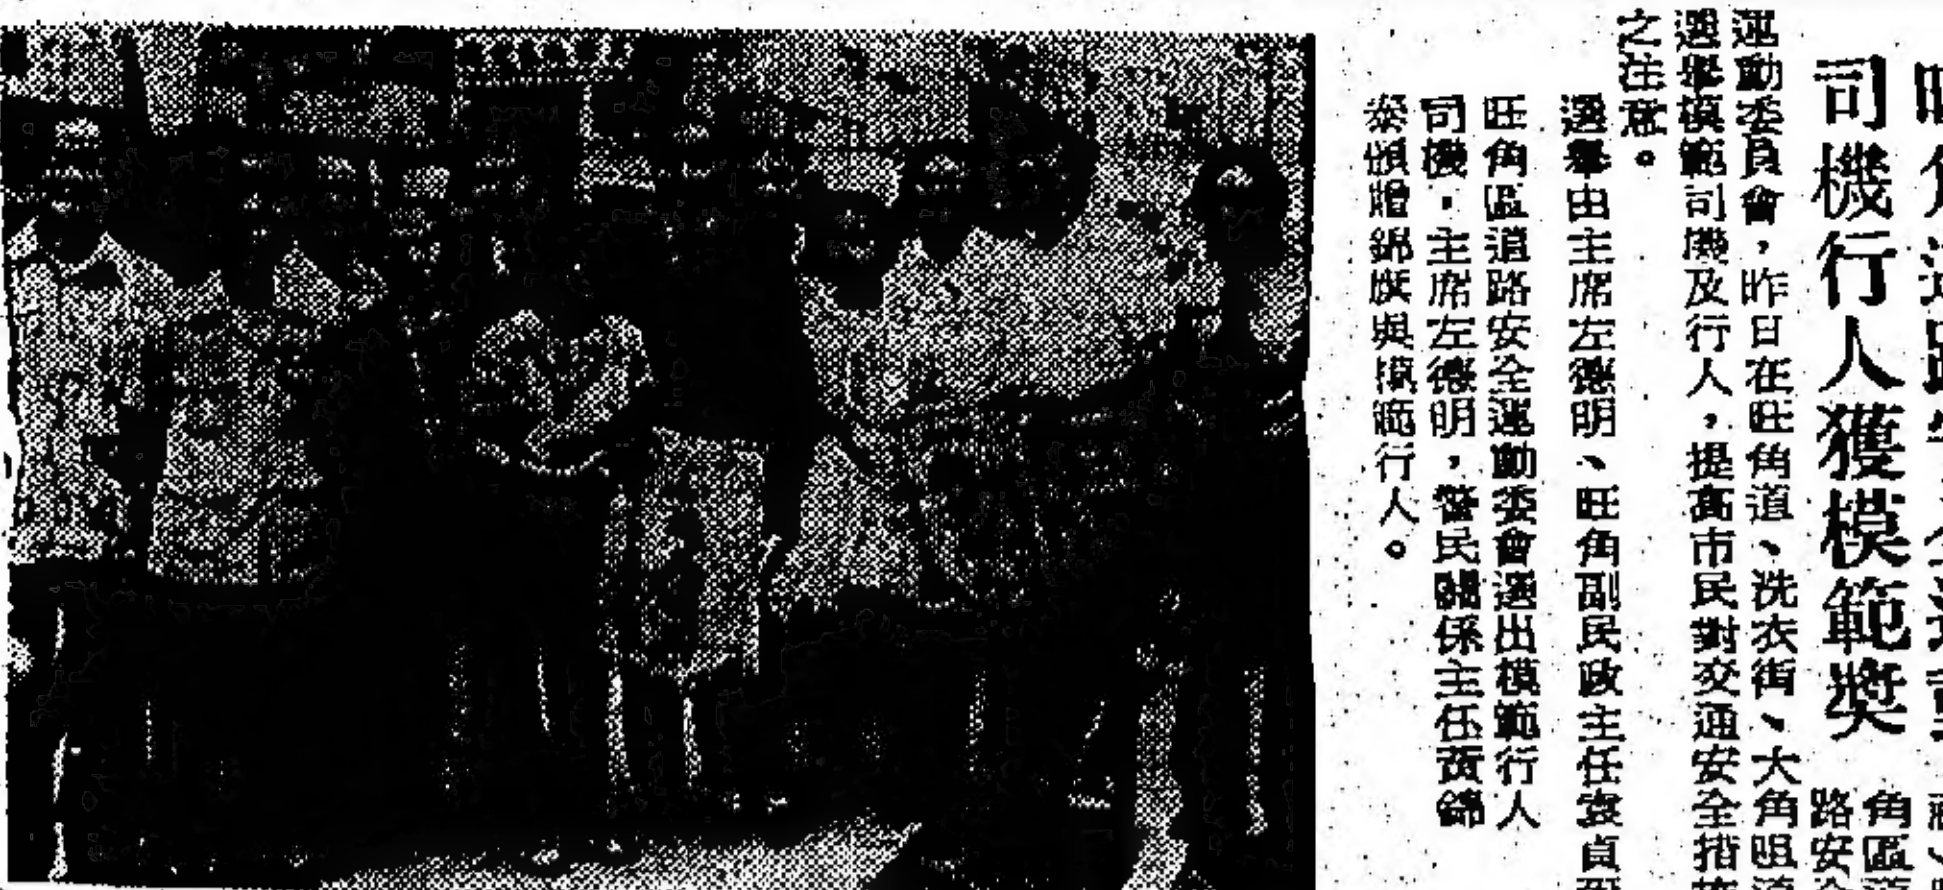 司機行人獲模範獎
角區
路安
運動委員會，昨日在旺角道、洗衣街、大角咀
選舉模範司機及行人，提高市民對交通安全措
之注意。
選舉由主席左德明、旺角副民政主任袁貞
旺角區道路安全運動委會選出模範行人
司機，主席左德明，警民關係主任黃錦
泰頒贈錦旗與模範行人。